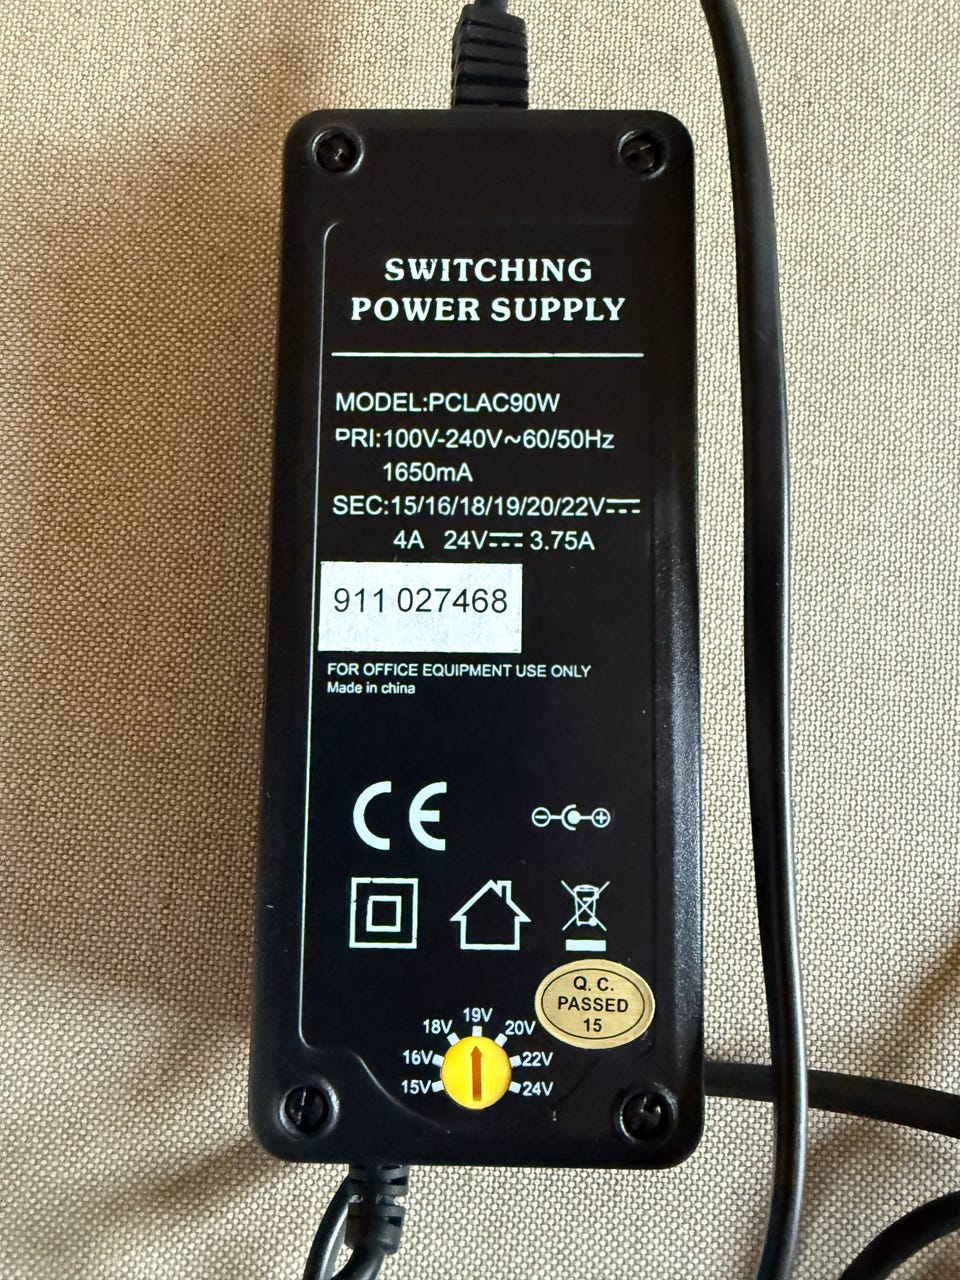 SWITCHING
POWER SUPPLY
MODEL:PCLAC90W
PRI:100V-240V~60/50Hz
1650mA
SEC:15/16/18/19/20/22V⎓
4A 24V⎓3.75A
911 027468
FOR OFFICE EQUIPMENT USE ONLY
Made in china
CE
Q. C.
PASSED
15
19V
18V 20V
16V 22V
15V 24V